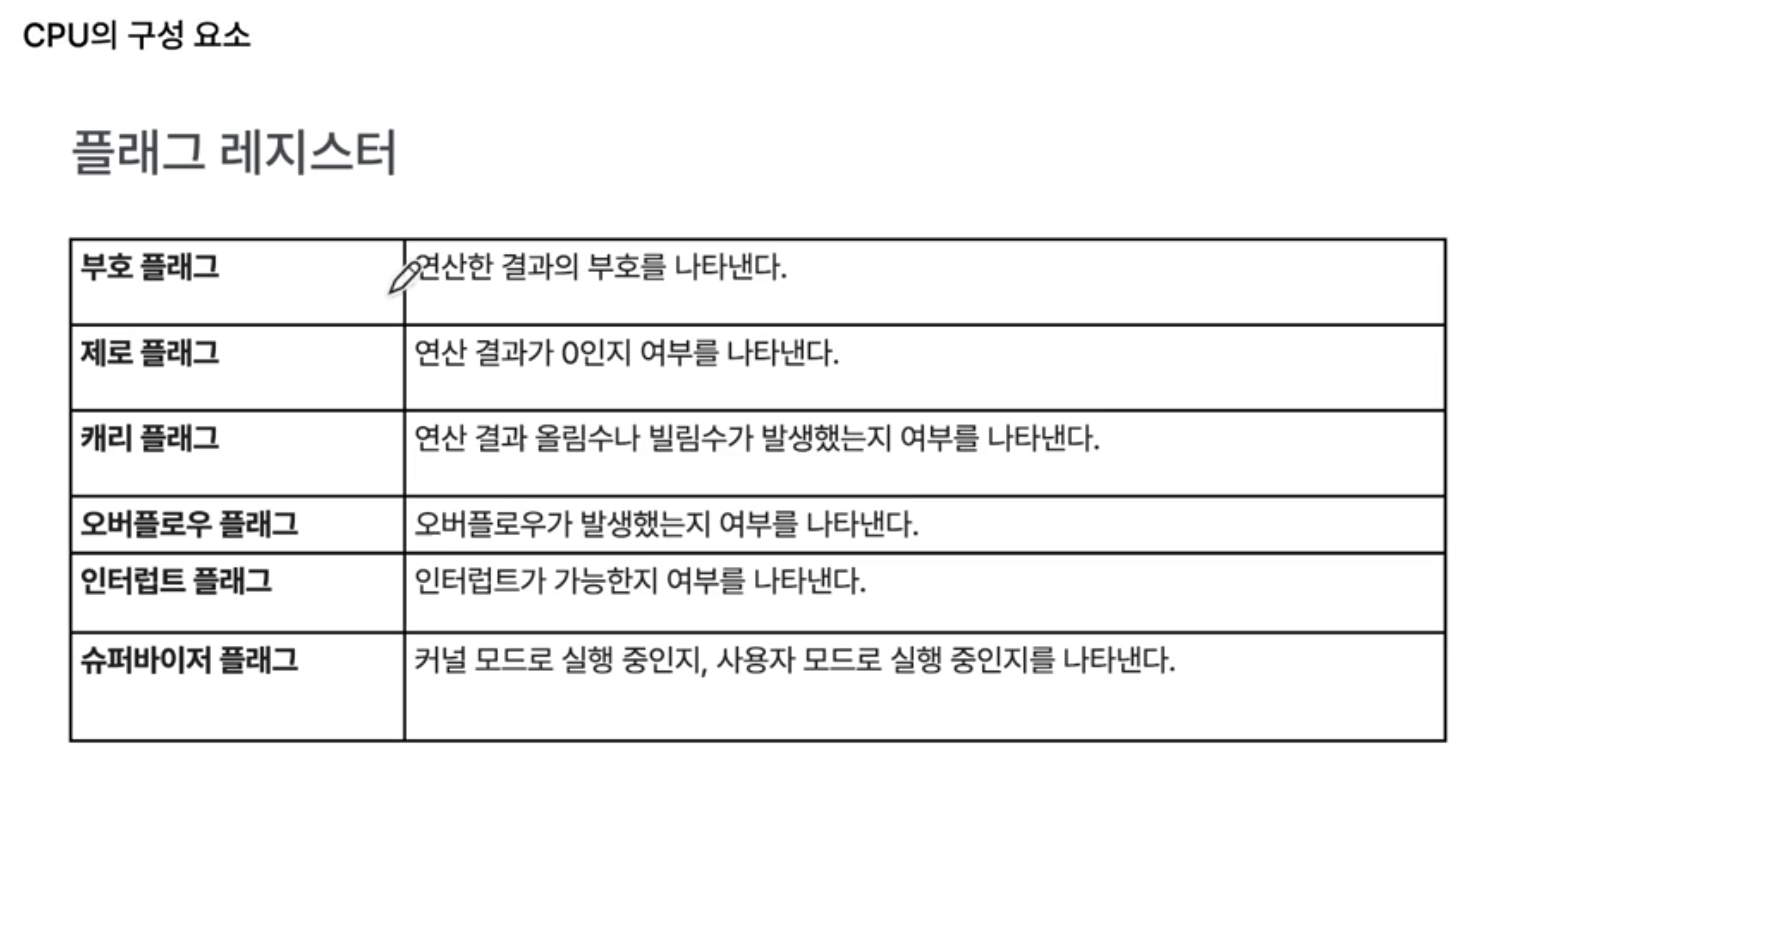 CPU의 구성 요소
플래그 레지스터
부호 플래그 연산한 결과의 부호를 나타낸다.
제로 플래그 연산 결과가 0인지 여부를 나타낸다.
캐리 플래그 연산 결과 올림수나 빌림수가 발생했는지 여부를 나타낸다.
오버플로우 플래그 오버플로우가 발생했는지 여부를 나타낸다.
인터럽트 플래그 인터럽트가 가능한지 여부를 나타낸다.
슈퍼바이저 플래그 커널 모드로 실행 중인지, 사용자 모드로 실행 중인지를 나타낸다.